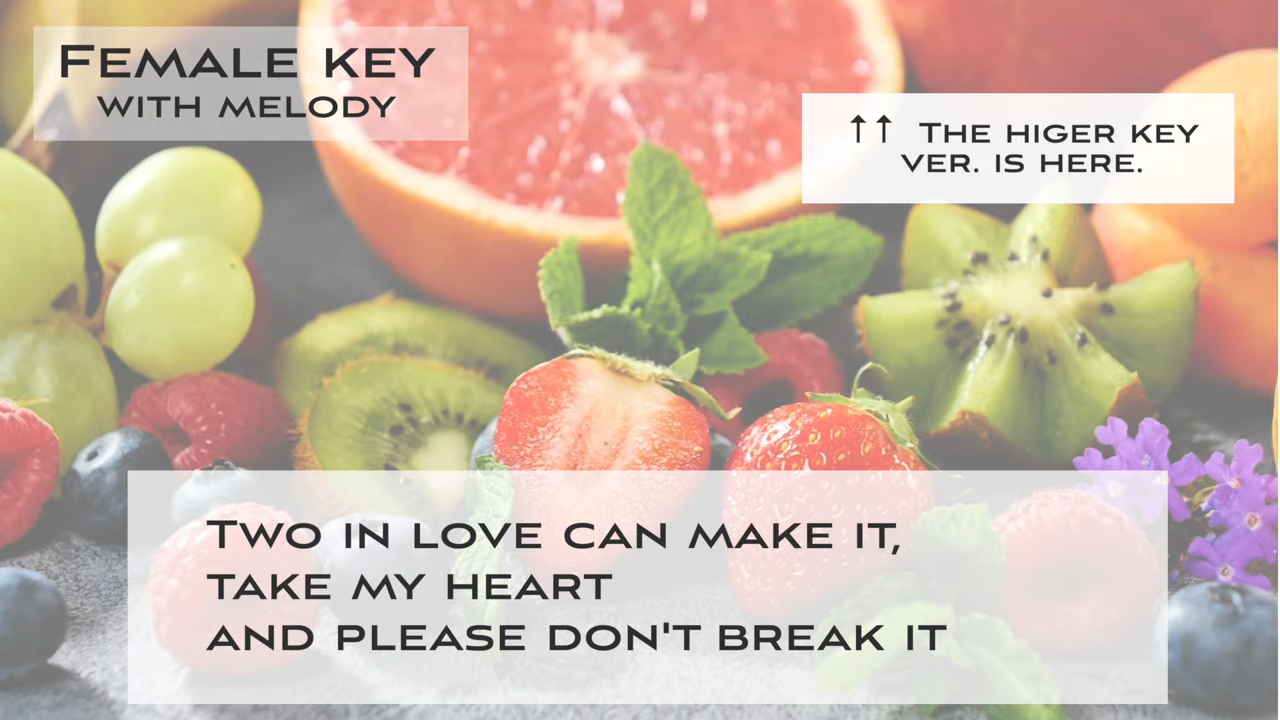 FEMALE KEY
WITH MELODY
↑↑ THE HIGER KEY
VER. IS HERE.
TWO IN LOVE CAN MAKE IT,
TAKE MY HEART
AND PLEASE DON'T BREAK IT